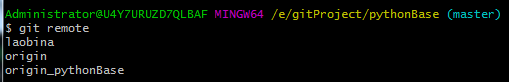 Administrator@U4Y7URUZD7QLBAF MINGW64 /e/gitProject/pythonBase (master)
$ git remote
laobina
origin
origin_pythonBase